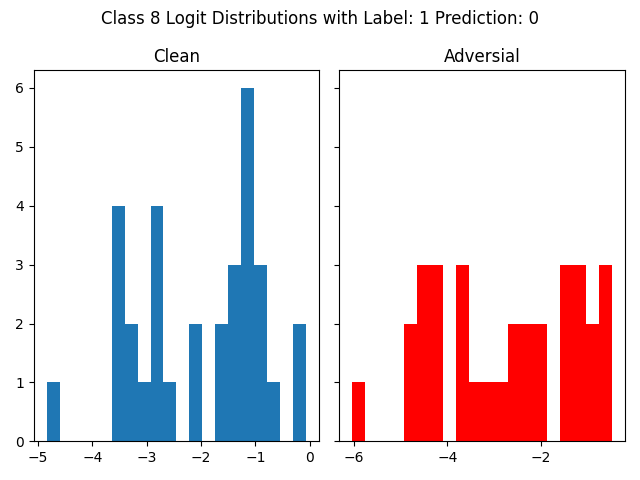 Class 8 Logit Distributions with Label: 1 Prediction: 0
Clean
Adversial
6
5
4
3
2
1
0
−5 −4 −3 −2 −1 0
−6 −4 −2